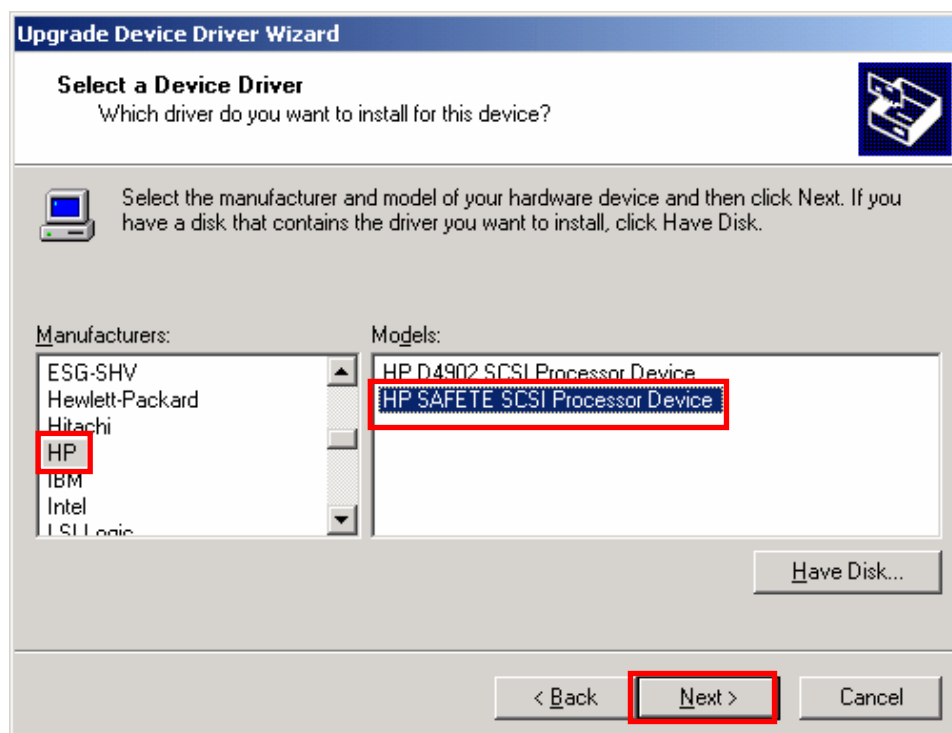 Upgrade Device Driver Wizard
Select a Device Driver
Which driver do you want to install for this device?
Select the manufacturer and model of your hardware device and then click Next. If you
have a disk that contains the driver you want to install, click Have Disk.
Manufacturers:
ESG-SHV
Hewlett-Packard
Hitachi
HP
IBM
Intel
LSI Logic
Models:
HP D4902 SCSI Processor Device
HP SAFETE SCSI Processor Device
Have Disk...
< Back
Next >
Cancel